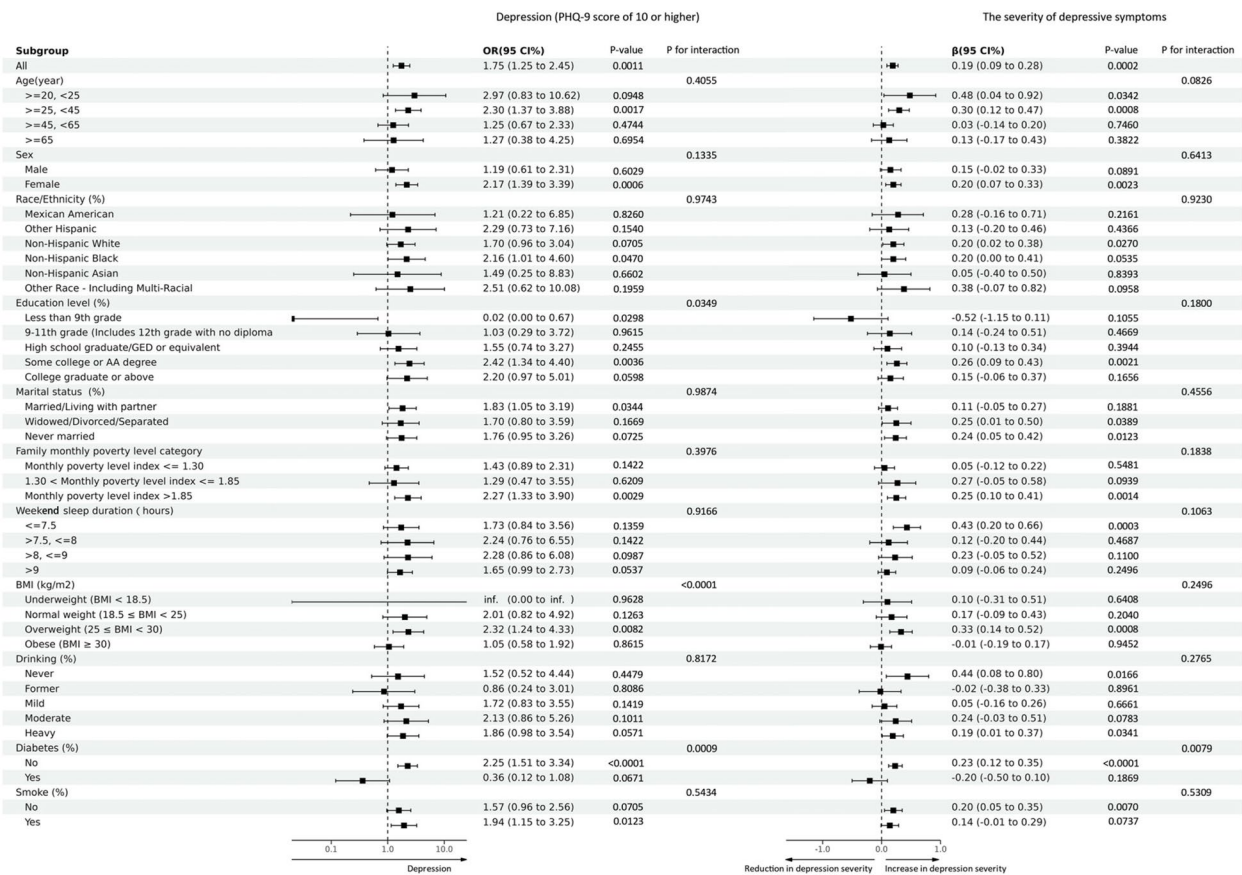 Depression (PHQ-9 score of 10 or higher) The severity of depressive symptoms
Subgroup OR(95 CI%) P-value P for interaction β(95 CI%) P-value P for interaction
All 1.75 (1.25 to 2.45) 0.0011 0.19 (0.09 to 0.28) 0.0002
Age(year) 0.4055 0.0826
>=20, <25 2.97 (0.83 to 10.62) 0.0948 0.48 (0.04 to 0.92) 0.0342
>=25, <45 2.30 (1.37 to 3.88) 0.0017 0.30 (0.12 to 0.47) 0.0008
>=45, <65 1.25 (0.67 to 2.33) 0.4744 0.03 (-0.14 to 0.20) 0.7460
>=65 1.27 (0.38 to 4.25) 0.6954 0.13 (-0.17 to 0.43) 0.3822
Sex 0.1335 0.6413
Male 1.19 (0.61 to 2.31) 0.6029 0.15 (-0.02 to 0.33) 0.0891
Female 2.17 (1.39 to 3.39) 0.0006 0.20 (0.07 to 0.33) 0.0023
Race/Ethnicity (%) 0.9743 0.9230
Mexican American 1.21 (0.22 to 6.85) 0.8260 0.28 (-0.16 to 0.71) 0.2161
Other Hispanic 2.29 (0.73 to 7.16) 0.1540 0.13 (-0.20 to 0.46) 0.4366
Non-Hispanic White 1.70 (0.96 to 3.04) 0.0705 0.20 (0.02 to 0.38) 0.0270
Non-Hispanic Black 2.16 (1.01 to 4.60) 0.0470 0.20 (0.00 to 0.41) 0.0535
Non-Hispanic Asian 1.49 (0.25 to 8.83) 0.6602 0.05 (-0.40 to 0.50) 0.8393
Other Race - Including Multi-Racial 2.51 (0.62 to 10.08) 0.1959 0.38 (-0.07 to 0.82) 0.0958
Education level (%) 0.0349 0.1800
Less than 9th grade 0.02 (0.00 to 0.67) 0.0298 -0.52 (-1.15 to 0.11) 0.1055
9-11th grade (Includes 12th grade with no diploma 1.03 (0.29 to 3.72) 0.9615 0.14 (-0.24 to 0.51) 0.4669
High school graduate/GED or equivalent 1.55 (0.74 to 3.27) 0.2455 0.10 (-0.13 to 0.34) 0.3944
Some college or AA degree 2.42 (1.34 to 4.40) 0.0036 0.26 (0.09 to 0.43) 0.0021
College graduate or above 2.20 (0.97 to 5.01) 0.0598 0.15 (-0.06 to 0.37) 0.1656
Marital status (%) 0.9874 0.4556
Married/Living with partner 1.83 (1.05 to 3.19) 0.0344 0.11 (-0.05 to 0.27) 0.1881
Widowed/Divorced/Separated 1.70 (0.80 to 3.59) 0.1669 0.25 (0.01 to 0.50) 0.0389
Never married 1.76 (0.95 to 3.26) 0.0725 0.24 (0.05 to 0.42) 0.0123
Family monthly poverty level category 0.3976 0.1838
Monthly poverty level index <= 1.30 1.43 (0.89 to 2.31) 0.1422 0.05 (-0.12 to 0.22) 0.5481
1.30 < Monthly poverty level index <= 1.85 1.29 (0.47 to 3.55) 0.6209 0.27 (-0.05 to 0.58) 0.0939
Monthly poverty level index >1.85 2.27 (1.33 to 3.90) 0.0029 0.25 (0.10 to 0.41) 0.0014
Weekend sleep duration ( hours) 0.9166 0.1063
<=7.5 1.73 (0.84 to 3.56) 0.1359 0.43 (0.20 to 0.66) 0.0003
>7.5, <=8 2.24 (0.76 to 6.55) 0.1422 0.12 (-0.20 to 0.44) 0.4687
>8, <=9 2.28 (0.86 to 6.08) 0.0987 0.23 (-0.05 to 0.52) 0.1100
>9 1.65 (0.99 to 2.73) 0.0537 0.09 (-0.06 to 0.24) 0.2496
BMI (kg/m2) <0.0001 0.2496
Underweight (BMI < 18.5) inf. (0.00 to inf. ) 0.9628 0.10 (-0.31 to 0.51) 0.6408
Normal weight (18.5 ≤ BMI < 25) 2.01 (0.82 to 4.92) 0.1263 0.17 (-0.09 to 0.43) 0.2040
Overweight (25 ≤ BMI < 30) 2.32 (1.24 to 4.33) 0.0082 0.33 (0.14 to 0.52) 0.0008
Obese (BMI ≥ 30) 1.05 (0.58 to 1.92) 0.8615 -0.01 (-0.19 to 0.17) 0.9452
Drinking (%) 0.8172 0.2765
Never 1.52 (0.52 to 4.44) 0.4479 0.44 (0.08 to 0.80) 0.0166
Former 0.86 (0.24 to 3.01) 0.8086 -0.02 (-0.38 to 0.33) 0.8961
Mild 1.72 (0.83 to 3.55) 0.1419 0.05 (-0.16 to 0.26) 0.6661
Moderate 2.13 (0.86 to 5.26) 0.1011 0.24 (-0.03 to 0.51) 0.0783
Heavy 1.86 (0.98 to 3.54) 0.0571 0.19 (0.01 to 0.37) 0.0341
Diabetes (%) 0.0009 0.0079
No 2.25 (1.51 to 3.34) <0.0001 0.23 (0.12 to 0.35) <0.0001
Yes 0.36 (0.12 to 1.08) 0.0671 -0.20 (-0.50 to 0.10) 0.1869
Smoke (%) 0.5434 0.5309
No 1.57 (0.96 to 2.56) 0.0705 0.20 (0.05 to 0.35) 0.0070
Yes 1.94 (1.15 to 3.25) 0.0123 0.14 (-0.01 to 0.29) 0.0737
0.1 1.0 10.0 -1.0 0.0 1.0
Depression Reduction in depression severity Increase in depression severity